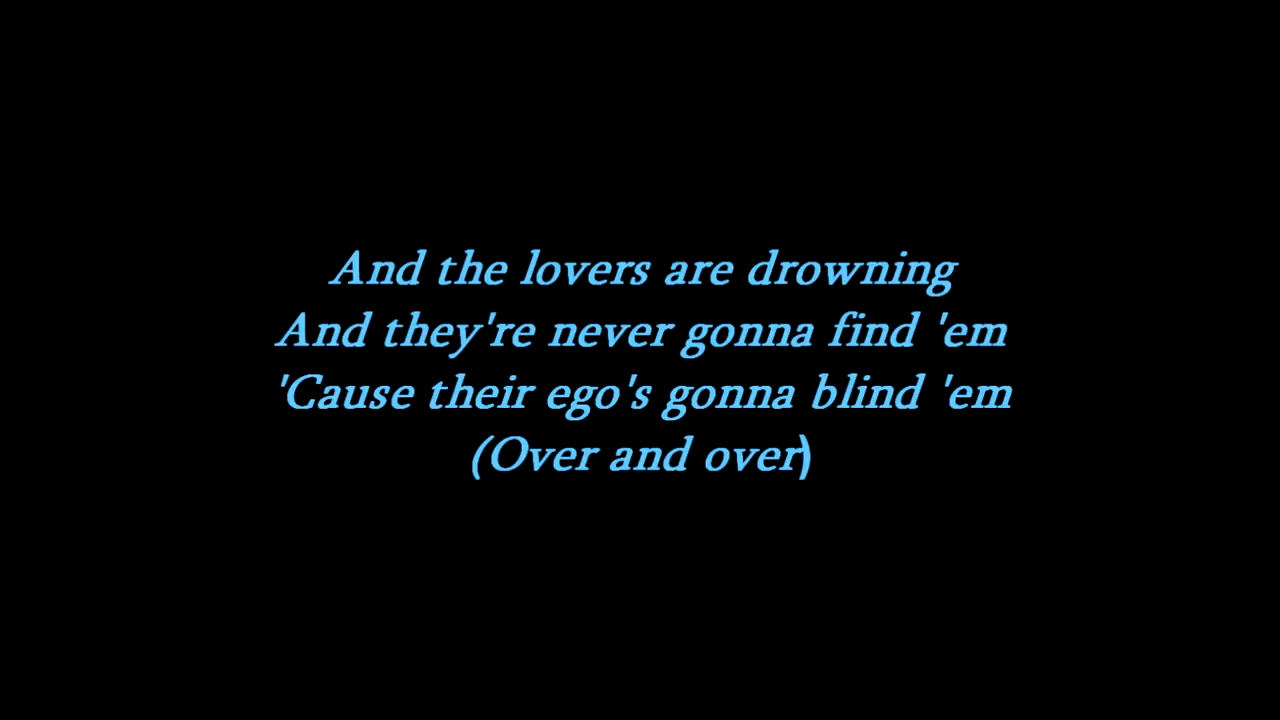 And the lovers are drowning
And they're never gonna find 'em
'Cause their ego's gonna blind 'em
(Over and over)